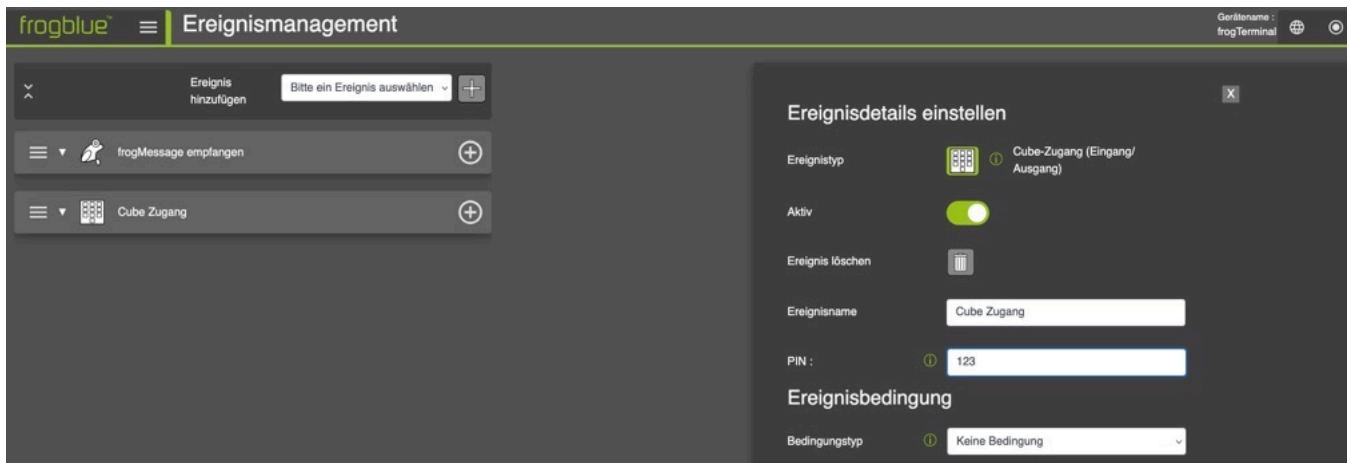 frogblue™
Ereignismanagement
Gerätename :
frogTerminal
Ereignis
hinzufügen
Bitte ein Ereignis auswählen
frogMessage empfangen
Cube Zugang
Ereignisdetails einstellen
X
Ereignistyp
Cube-Zugang (Eingang/
Ausgang)
Aktiv
Ereignis löschen
Ereignisname
Cube Zugang
PIN :
123
Ereignisbedingung
Bedingungstyp
Keine Bedingung